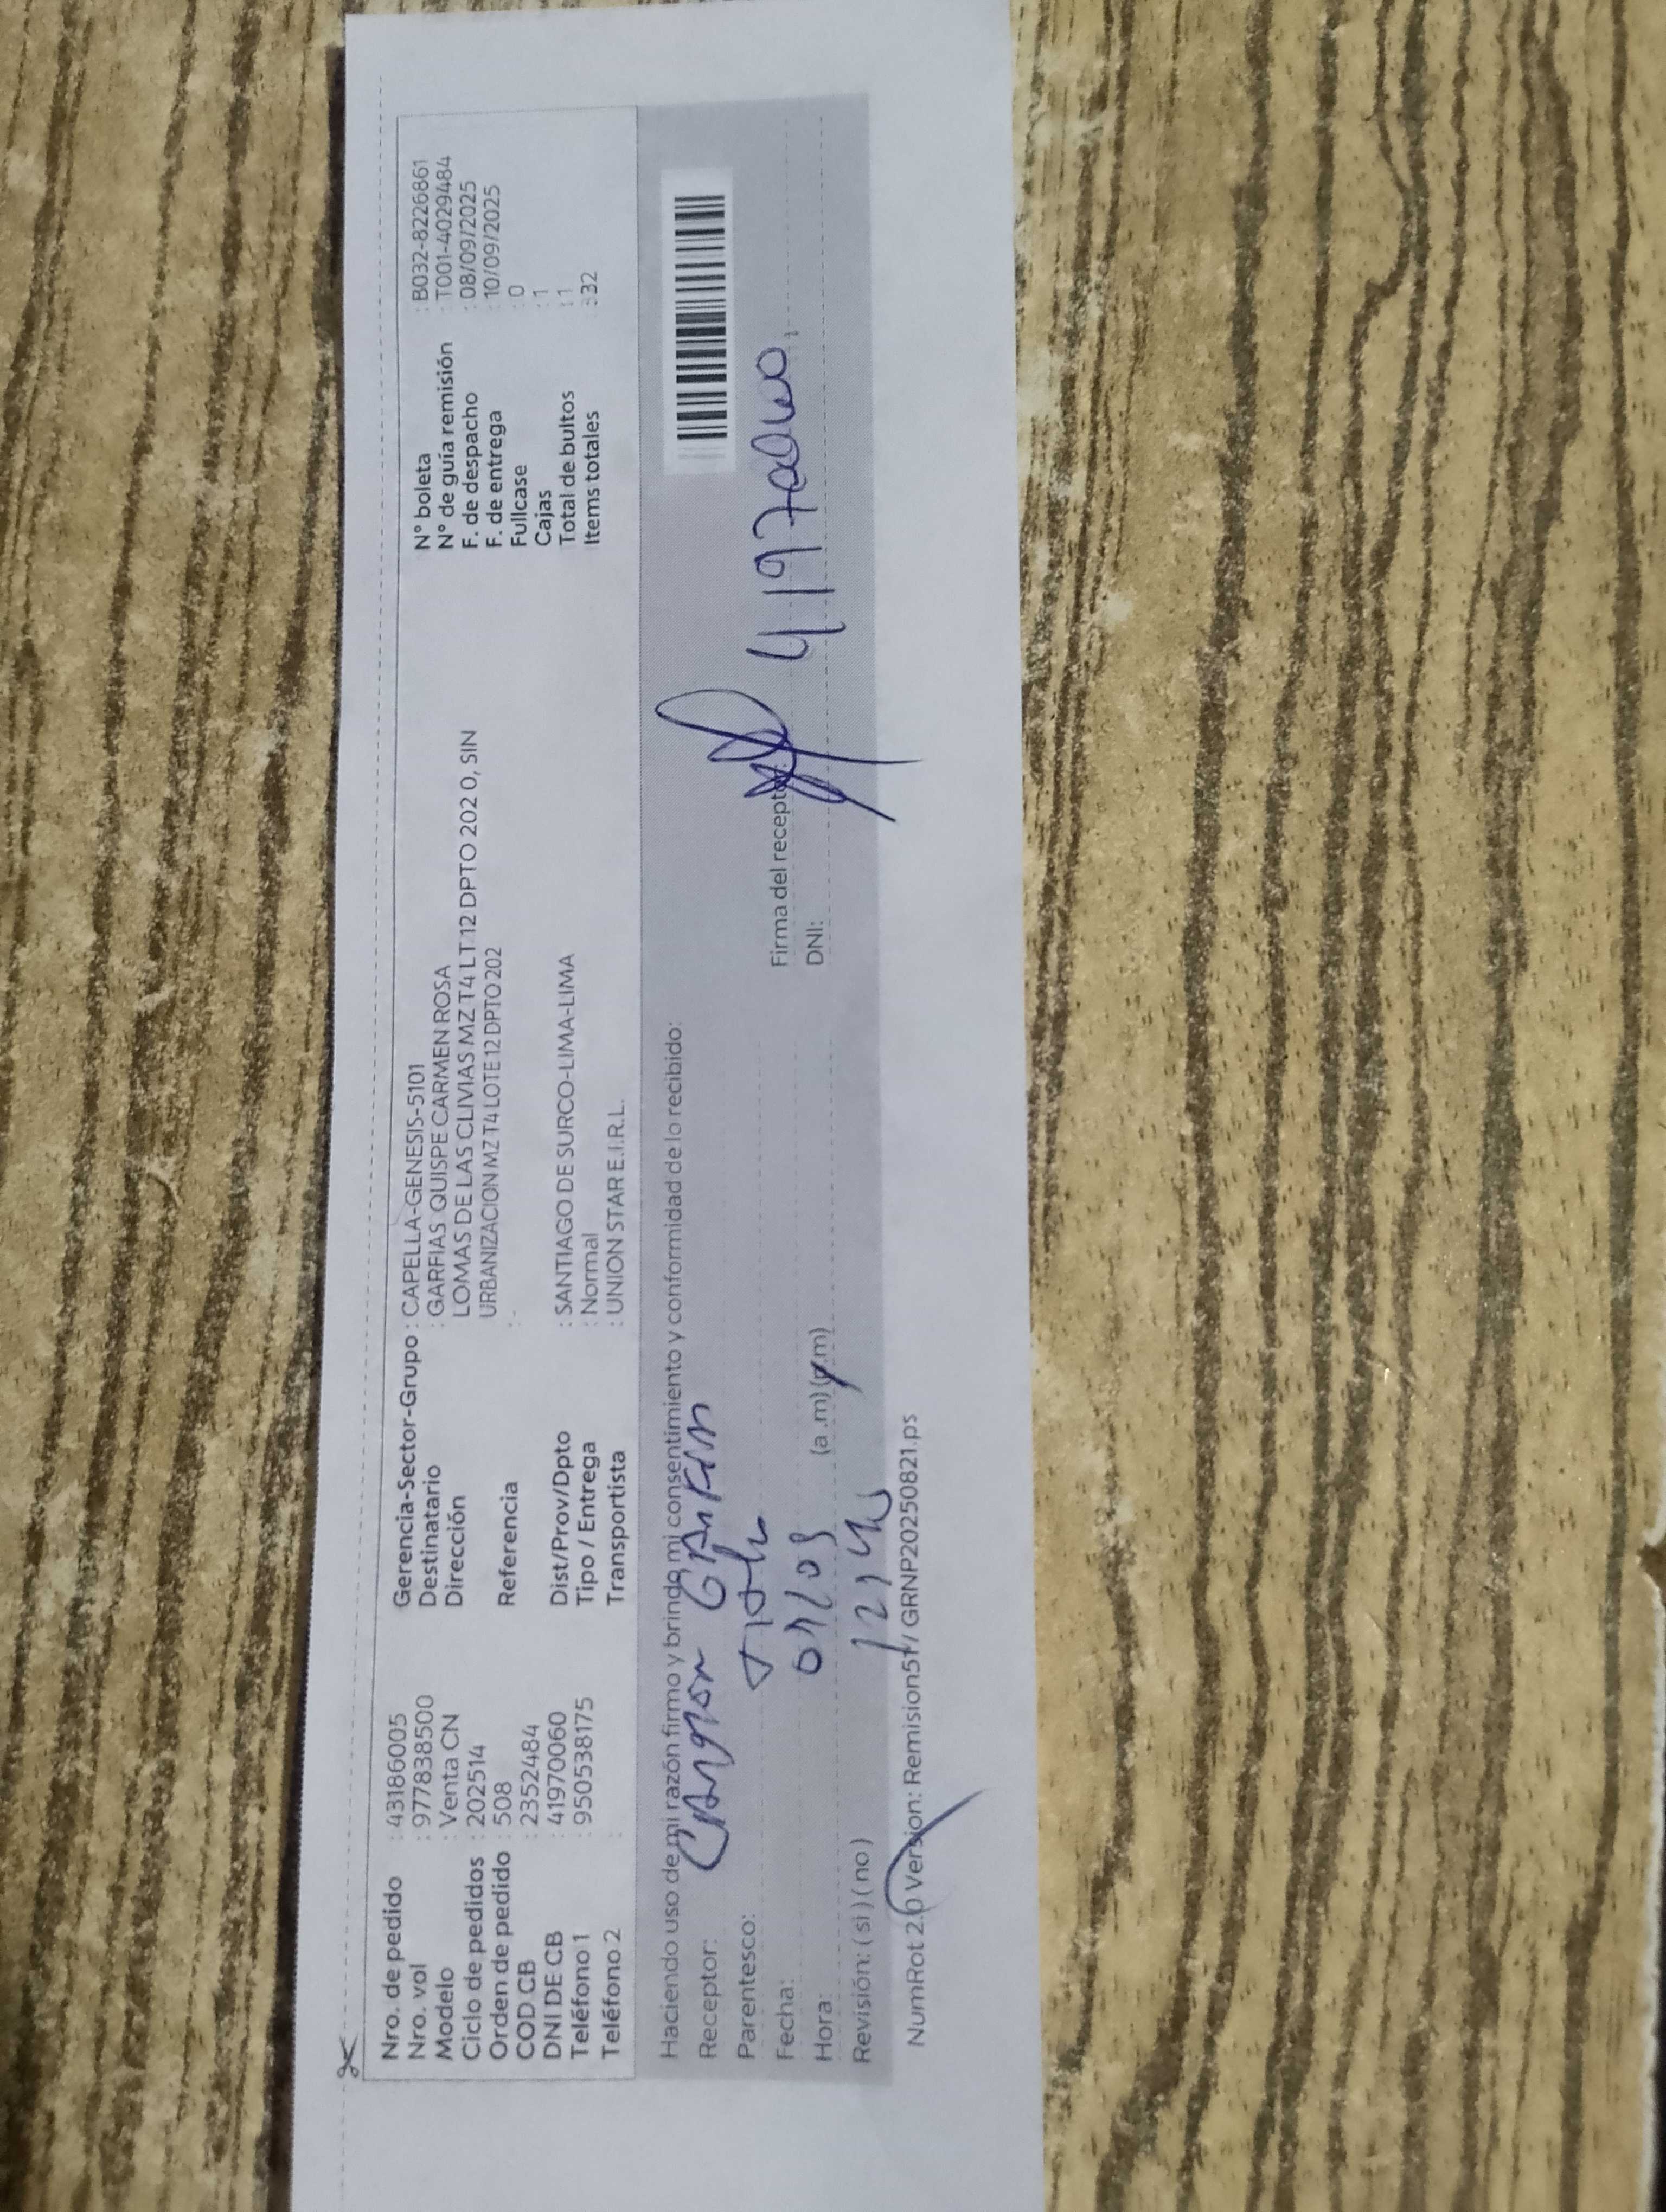 Nro. de pedido : 43186005
Nro. vol : 977838500
Modelo : Venta CN
Ciclo de pedidos : 202514
Orden de pedido : 508
COD CB : 2352484
DNI DE CB : 41970060
Teléfono 1 : 950538175
Teléfono 2 :
Gerencia-Sector-Grupo : CAPELLA-GENESIS-5101
Destinatario : GARFIAS QUISPE CARMEN ROSA
Dirección LOMAS DE LAS CLIVIAS MZ T4 LT 12 DPTO 202 0, SIN
URBANIZACION MZ T4 LOTE 12 DPTO 202
Referencia : .
Dist/Prov/Dpto : SANTIAGO DE SURCO-LIMA-LIMA
Tipo / Entrega : Normal
Transportista : UNION STAR E.I.R.L.
N° boleta : B032-8226861
N° de guía remisión : T001-4029484
F. de despacho : 08/09/2025
F. de entrega : 10/09/2025
Fullcase : 0
Cajas : 1
Total de bultos : 1
Items totales : 332
Haciendo uso de mi razón firmo y brindo mi consentimiento y conformidad de lo recibido:
Receptor:
Parentesco:
Fecha:
Hora: (a .m) (p.m)
Revisión: ( si ) ( no )
Firma del receptor
DNI:
NumRot 2.0 Version: Remision51 / GRNP20250821.ps